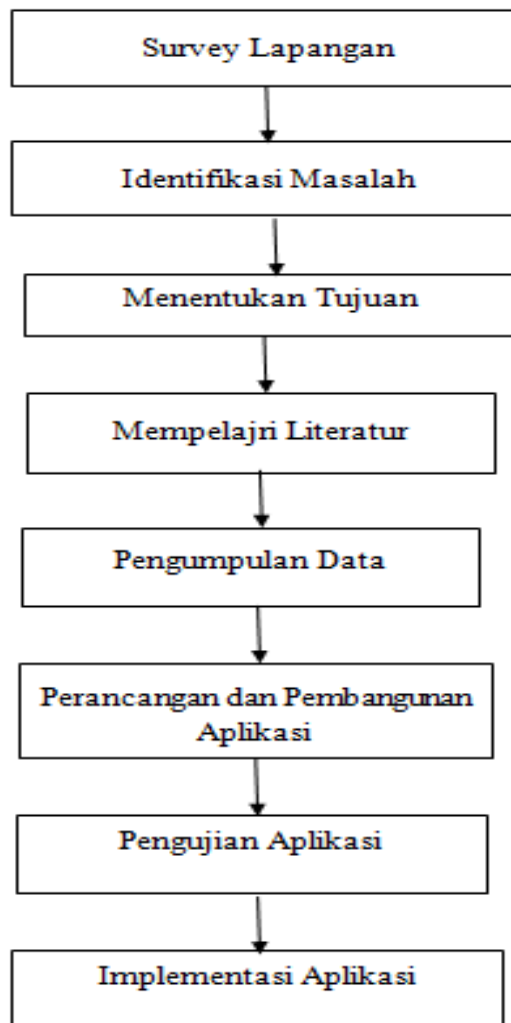 Survey Lapangan
Identifikasi Masalah
Menentukan Tujuan
Mempelajri Literatur
Pengumpulan Data
Perancangan dan Pembangunan
Aplikasi
Pengujian Aplikasi
Implementasi Aplikasi